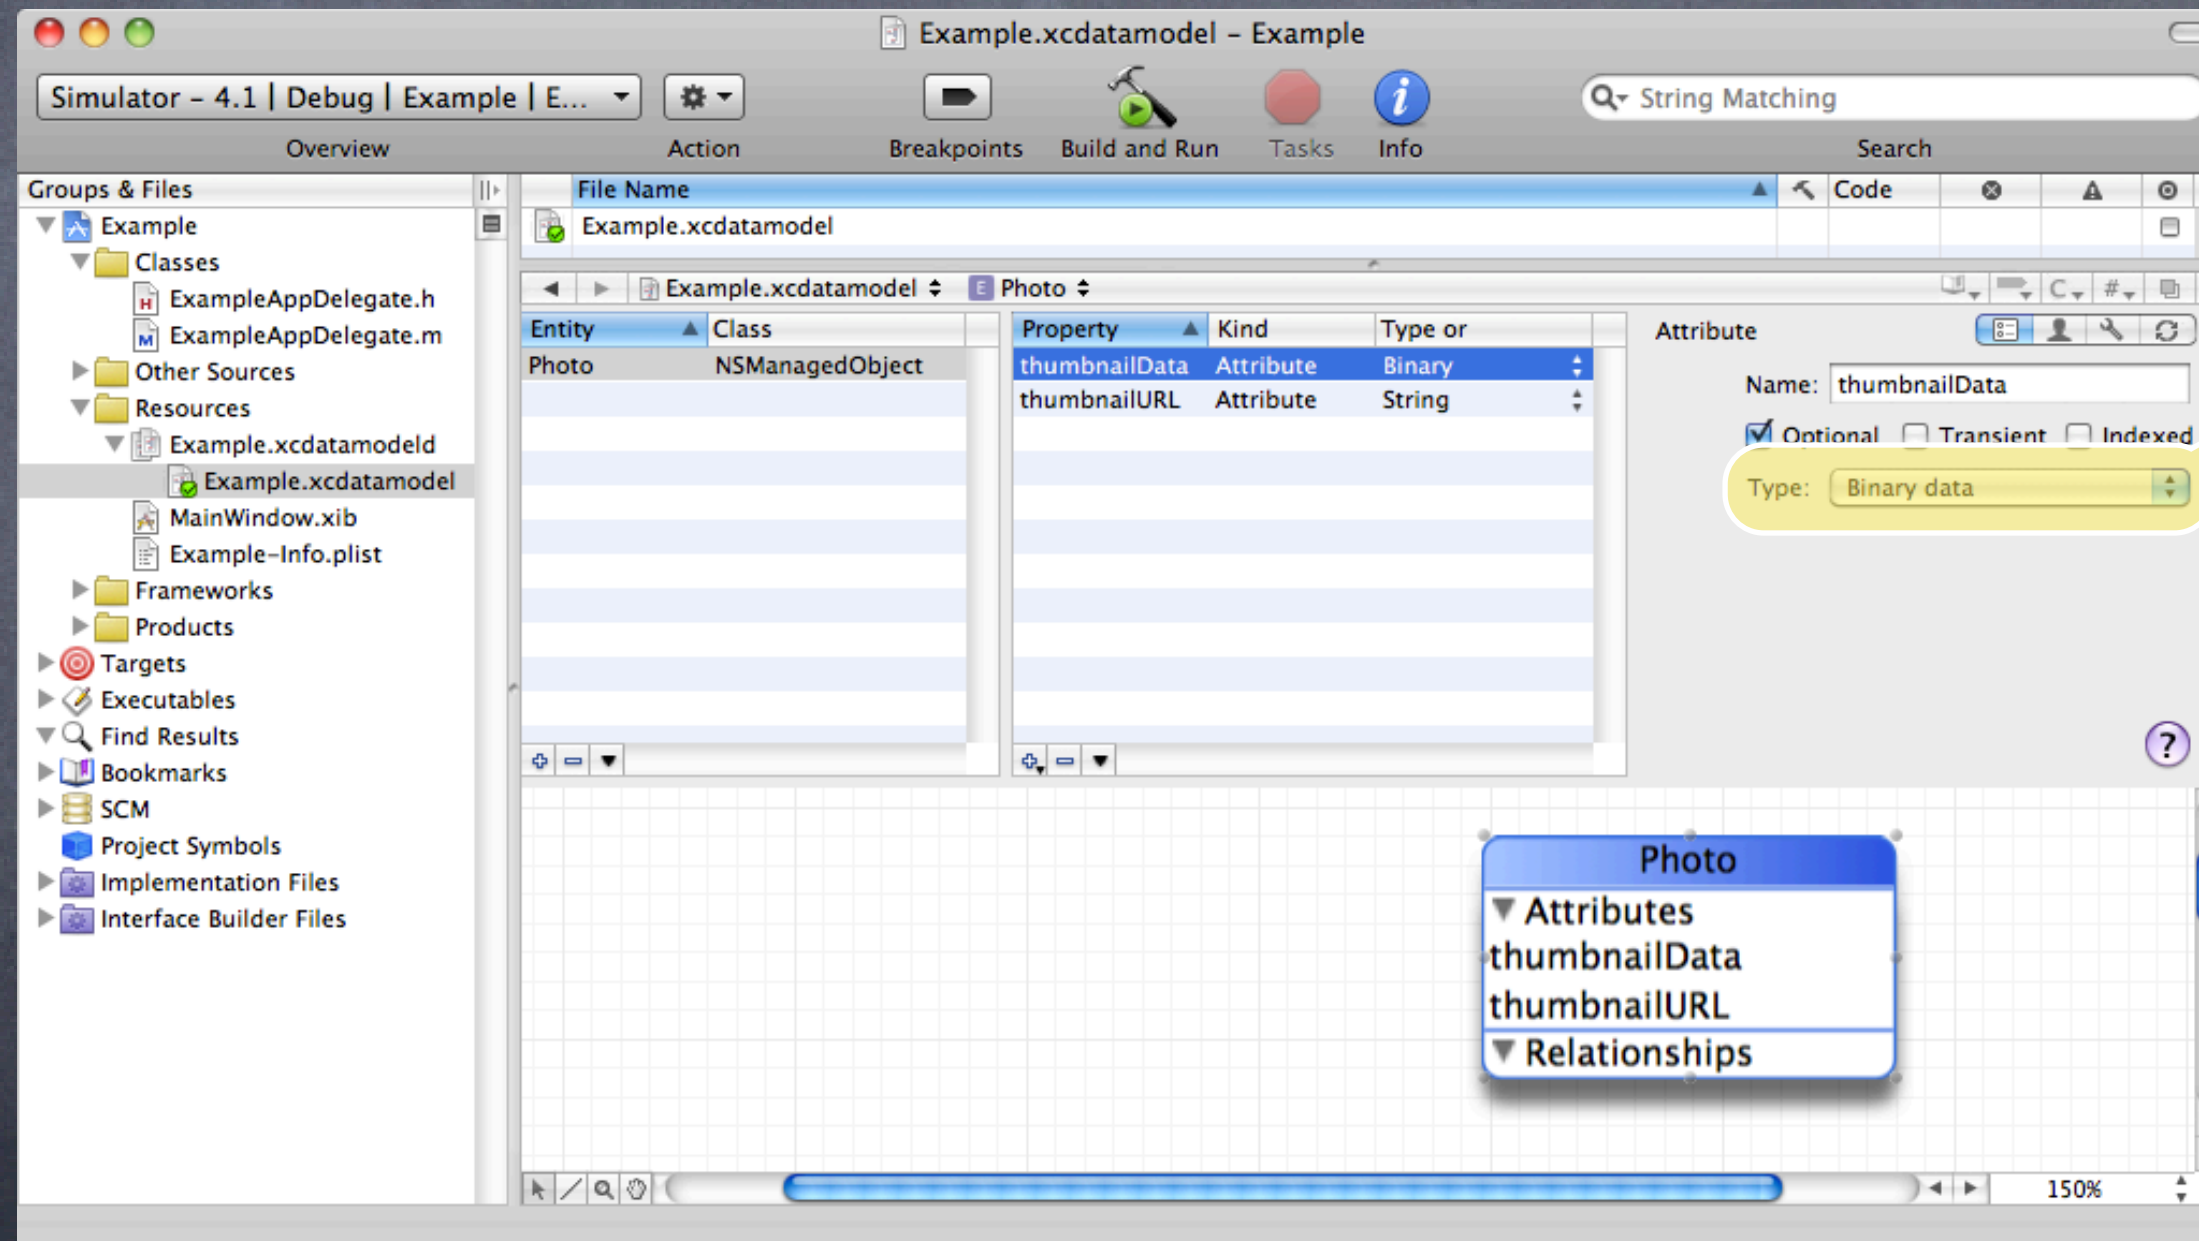 Example.xcdatamodel – Example
Simulator – 4.1 | Debug | Example | E...
String Matching
Overview
Action
Breakpoints
Build and Run
Tasks
Info
Search
Groups & Files
Example
Classes
ExampleAppDelegate.h
ExampleAppDelegate.m
Other Sources
Resources
Example.xcdatamodeld
Example.xcdatamodel
MainWindow.xib
Example-Info.plist
Frameworks
Products
Targets
Executables
Find Results
Bookmarks
SCM
Project Symbols
Implementation Files
Interface Builder Files
File Name
Code
Example.xcdatamodel
Example.xcdatamodel
E Photo
C
#
Entity
Class
Photo
NSManagedObject
Property
Kind
Type or
thumbnailData
Attribute
Binary
thumbnailURL
Attribute
String
Attribute
Name:
thumbnailData
Optional
Transient
Indexed
Type:
Binary data
?
Photo
Attributes
thumbnailData
thumbnailURL
Relationships
150%